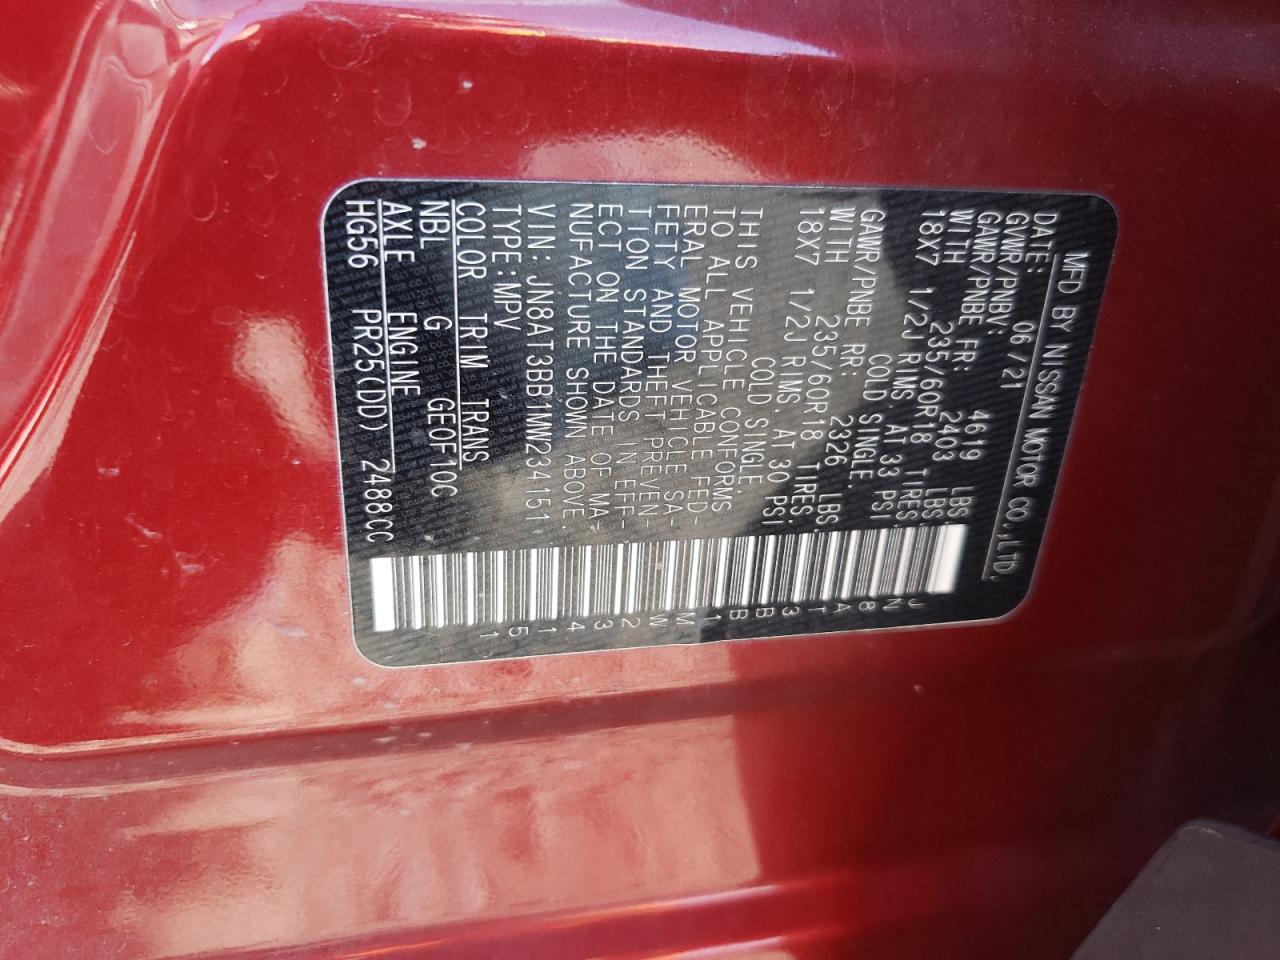 MFD BY NISSAN MOTOR CO.,LTD.
DATE: 06/21
GVWR/PNBV: 4619 LBS.
GAWR/PNBE FR: 2403 LBS.
WITH 235/60R18 TIRES.
18X7 1/2J RIMS. AT 33 PSI
COLD SINGLE.
GAWR/PNBE RR: 2326 LBS.
WITH 235/60R18 TIRES.
18X7 1/2J RIMS. AT 30 PSI
COLD SINGLE.
THIS VEHICLE CONFORMS
TO ALL APPLICABLE FED-
ERAL MOTOR VEHICLE SA-
FETY AND THEFT PREVEN-
TION STANDARDS IN EFF-
ECT ON THE DATE OF MA-
NUFACTURE SHOWN ABOVE.
VIN: JN8AT3BB1MW234151
TYPE:MPV
COLOR TRIM TRANS
NBL G GEOF10C
AXLE ENGINE
HG56 PR25(DD) 2488CC
JN8AT3BB1MW234151